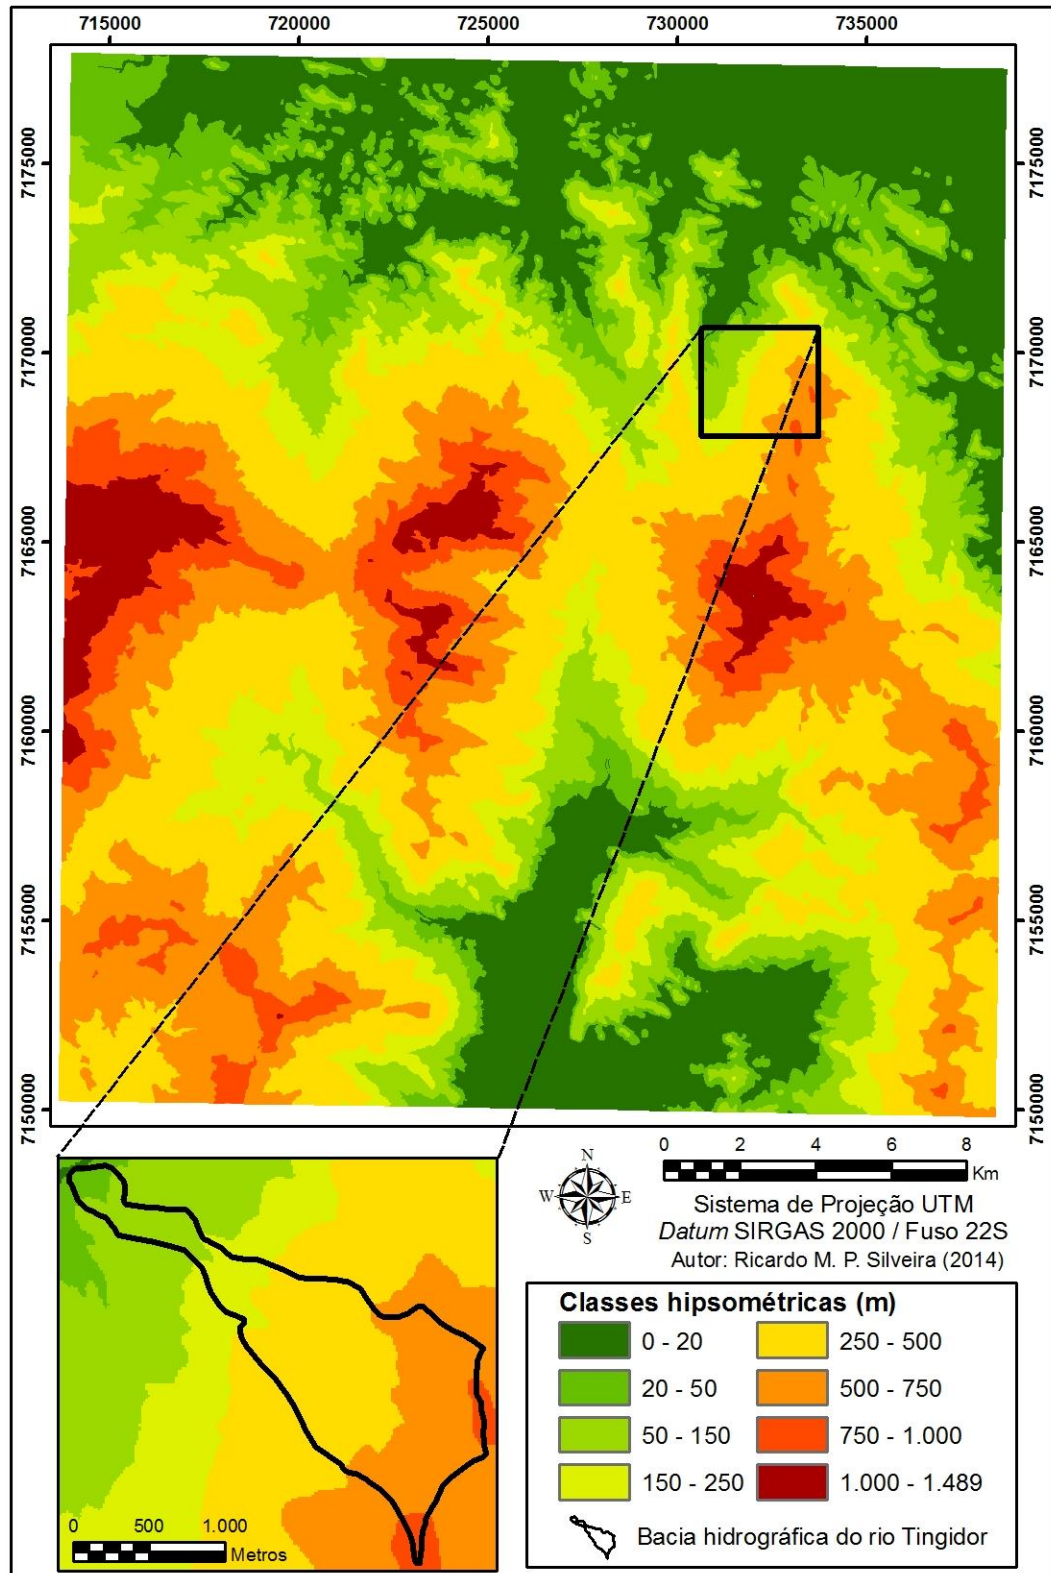 715000 720000 725000 730000 735000
7175000 7175000
7170000 7170000
7165000 7165000
7160000 7160000
7155000 7155000
7150000 7150000
N
W E
S
0 2 4 6 8
Km
Sistema de Projeção UTM
Datum SIRGAS 2000 / Fuso 22S
Autor: Ricardo M. P. Silveira (2014)
Classes hipsométricas (m)
0 - 20 250 - 500
20 - 50 500 - 750
50 - 150 750 - 1.000
150 - 250 1.000 - 1.489
Bacia hidrográfica do rio Tingidor
0 500 1.000
Metros